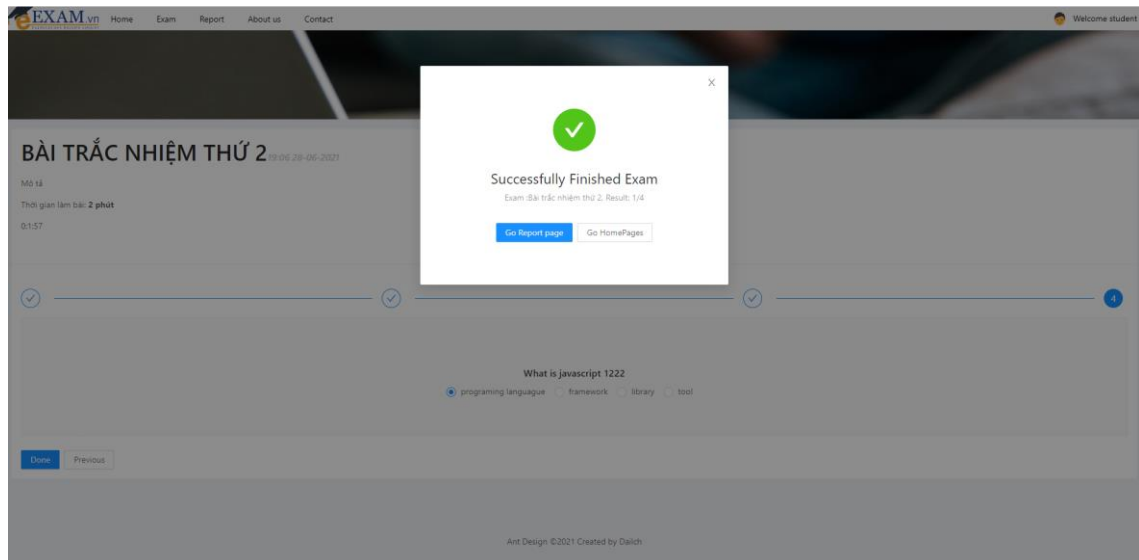 EXAM.vn Home Exam Report About us Contact Welcome student
BÀI TRẮC NHIỆM THỨ 2 19:06 28-06-2021
Mô tả
Thời gian làm bài: 2 phút
0:1:57
Successfully Finished Exam
Exam :Bài trắc nhiệm thứ 2. Result: 1/4
Go Report page Go HomePages
4
What is javascript 1222
programing languague framework library tool
Done Previous
Ant Design ©2021 Created by Dailch